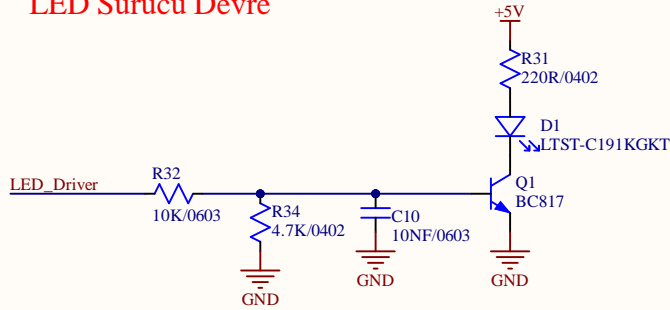 LED Sürücü Devre
+5V
R31
220R/0402
D1
LTST-C191KGKT
LED_Driver
R32
10K/0603
R34
4.7K/0402
C10
10NF/0603
Q1
BC817
GND
GND
GND